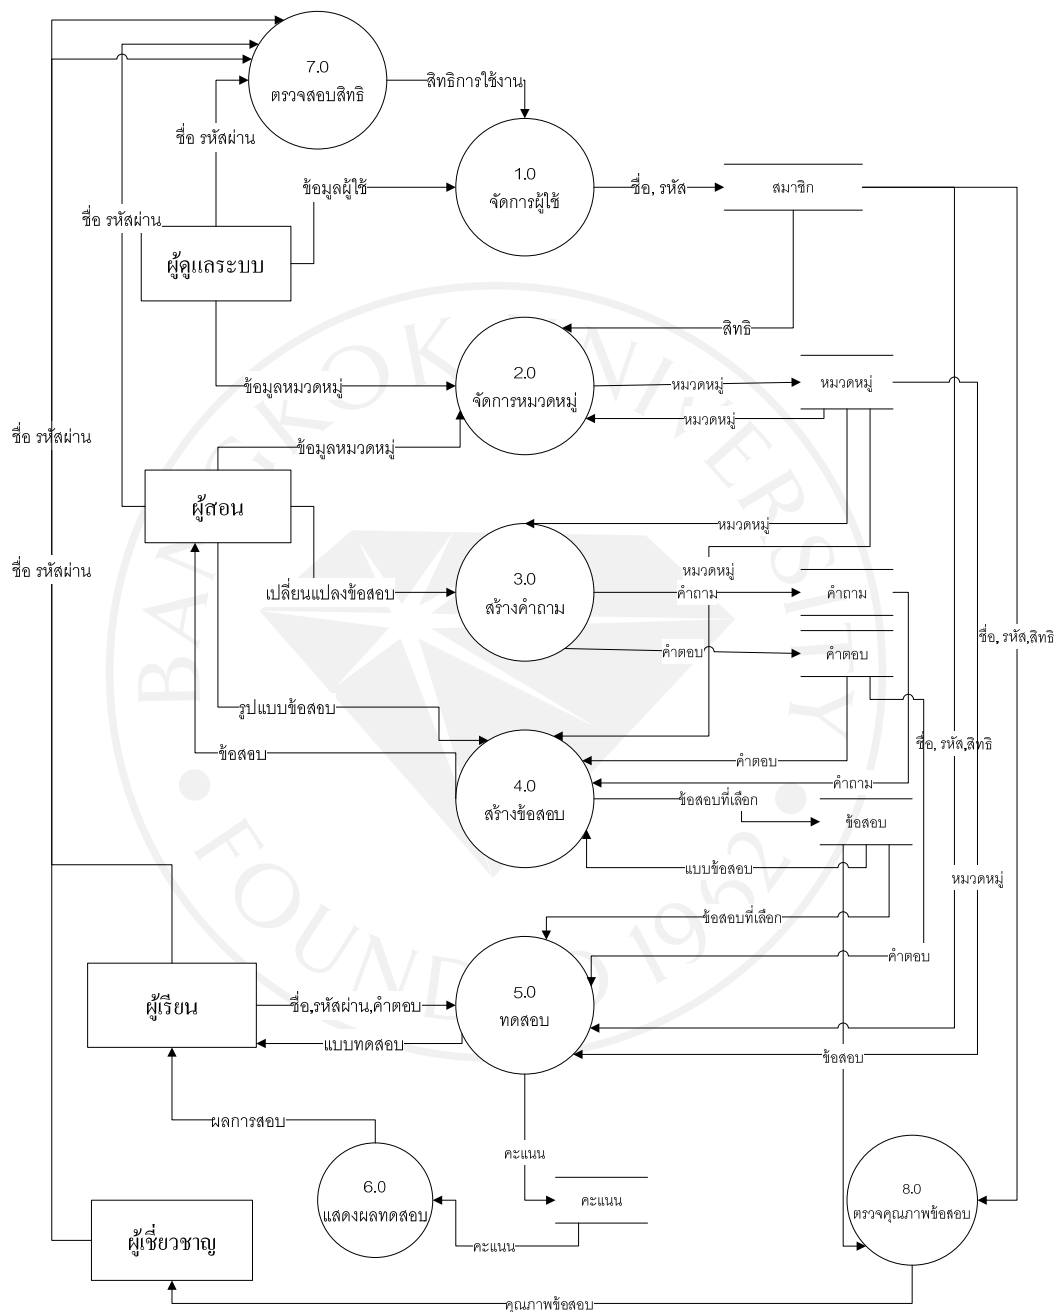 7.0
ตรวจสอบสิทธิ
สิทธิการใช้งาน
ชื่อ รหัสผ่าน
1.0
จัดการผู้ใช้
ข้อมูลผู้ใช้
ชื่อ, รหัส
สมาชิก
ชื่อ รหัสผ่าน
ผู้ดูแลระบบ
สิทธิ
2.0
จัดการหมวดหมู่
ข้อมูลหมวดหมู่
หมวดหมู่
หมวดหมู่
หมวดหมู่
ชื่อ รหัสผ่าน
ข้อมูลหมวดหมู่
ผู้สอน
หมวดหมู่
หมวดหมู่
ชื่อ รหัสผ่าน
3.0
สร้างคำถาม
เปลี่ยนแปลงข้อสอบ
คำถาม
คำถาม
ชื่อ, รหัส,สิทธิ
คำตอบ
คำตอบ
รูปแบบข้อสอบ
ข้อสอบ
ชื่อ, รหัส,สิทธิ
คำตอบ
4.0
สร้างข้อสอบ
คำถาม
ข้อสอบที่เลือก
ข้อสอบ
แบบข้อสอบ
หมวดหมู่
ข้อสอบที่เลือก
คำตอบ
5.0
ทดสอบ
ผู้เรียน
ชื่อ,รหัสผ่าน,คำตอบ
แบบทดสอบ
ข้อสอบ
ผลการสอบ
คะแนน
6.0
แสดงผลทดสอบ
คะแนน
8.0
ตรวจคุณภาพข้อสอบ
คะแนน
ผู้เชี่ยวชาญ
คุณภาพข้อสอบ
BANGKOK UNIVERSITY
FOUNDED 1962